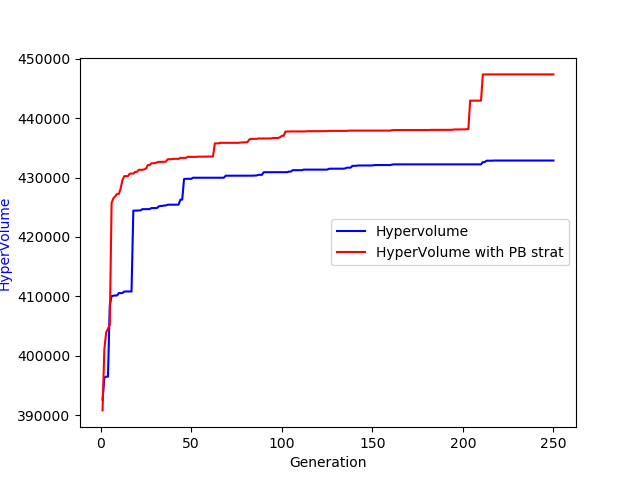 450000
440000
430000
420000
410000
400000
390000
HyperVolume
Hypervolume
HyperVolume with PB strat
0 50 100 150 200 250
Generation